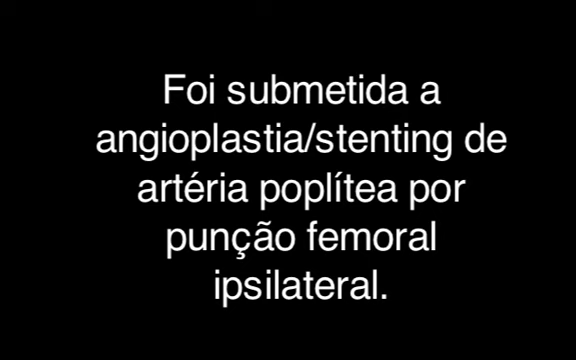 Foi submetida a
angioplastia/stenting de
artéria poplítea por
punção femoral
ipsilateral.